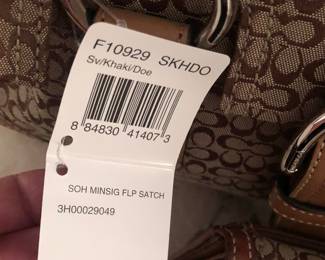 F10929 SKHDO
Sv/Khaki/Doe
8 84830 41407 3
SOH MINSIG FLP SATCH
3H00029049